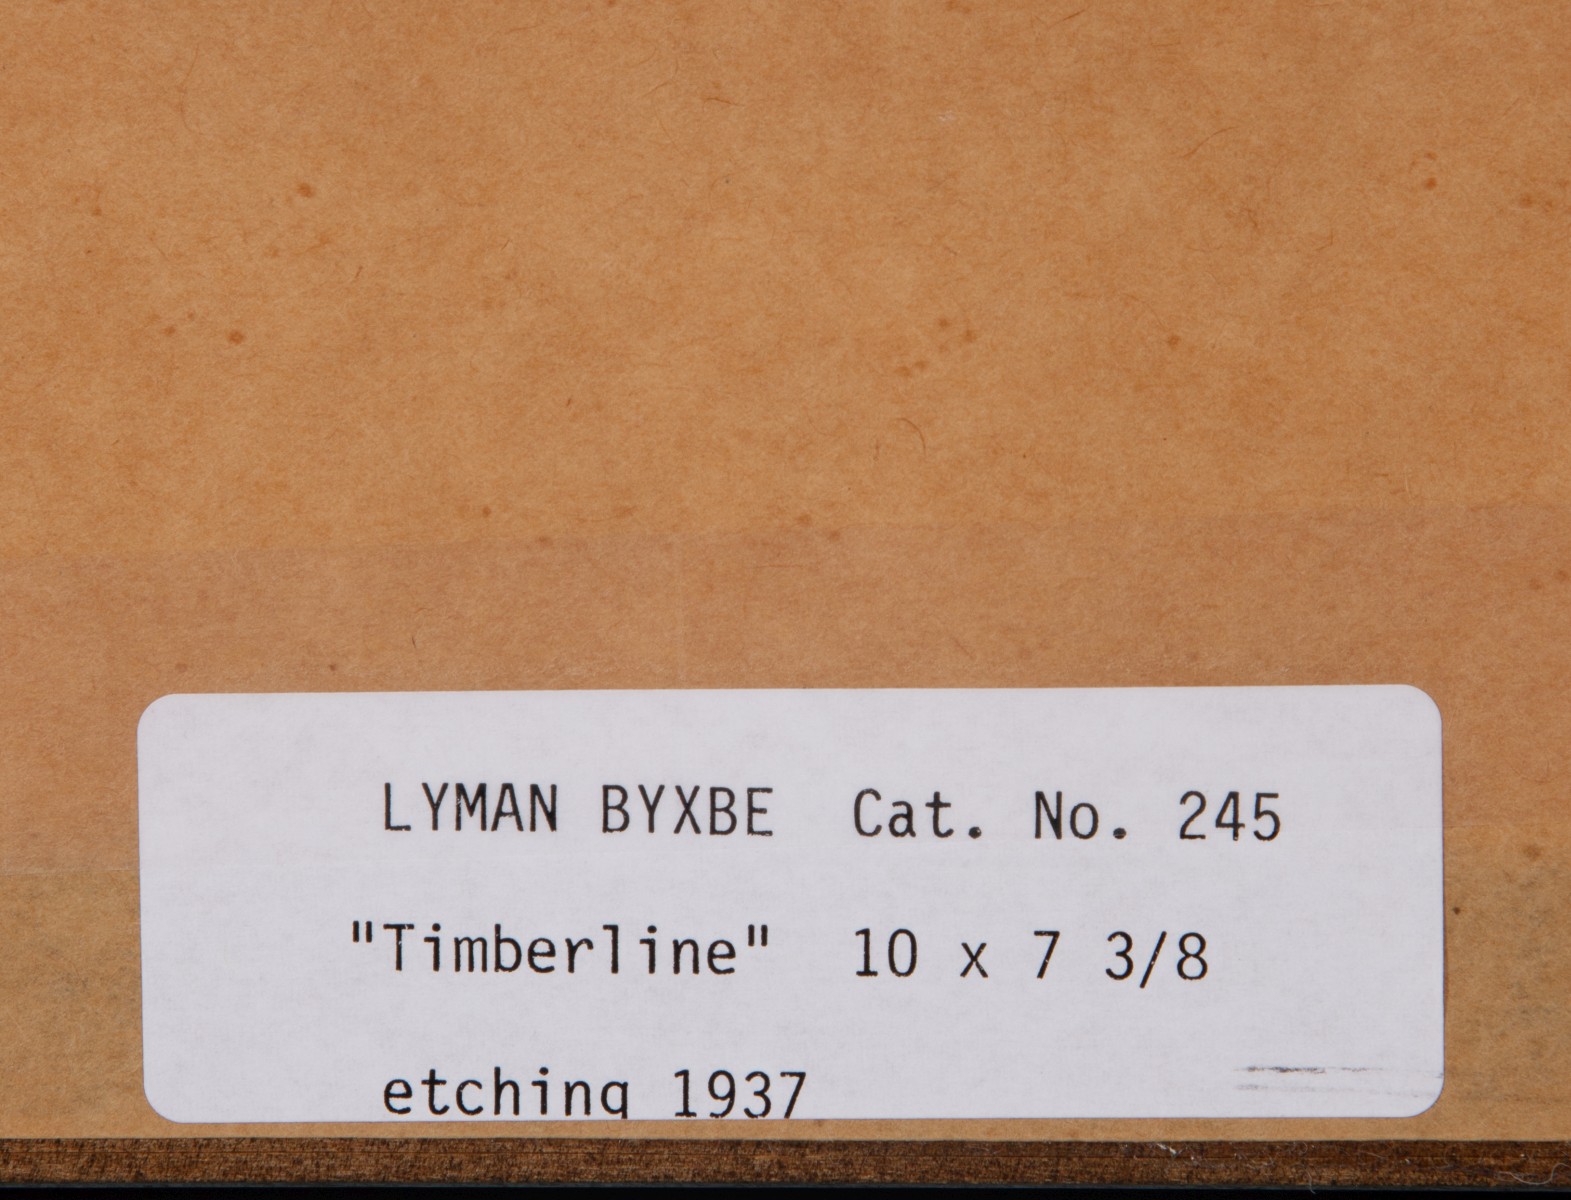 LYMAN BYXBE Cat. No. 245
"Timberline" 10 x 7 3/8
etching 1937